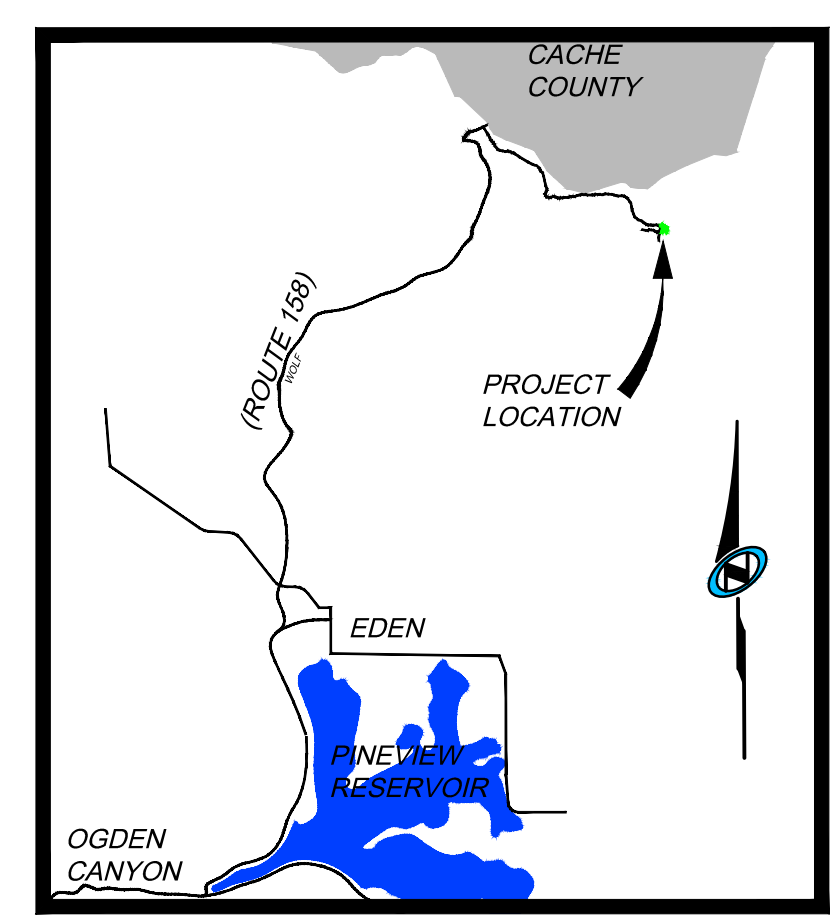 CACHE
COUNTY
(ROUTE 158)
WOLF
PROJECT
LOCATION
N
EDEN
PINEVIEW
RESERVOIR
OGDEN
CANYON